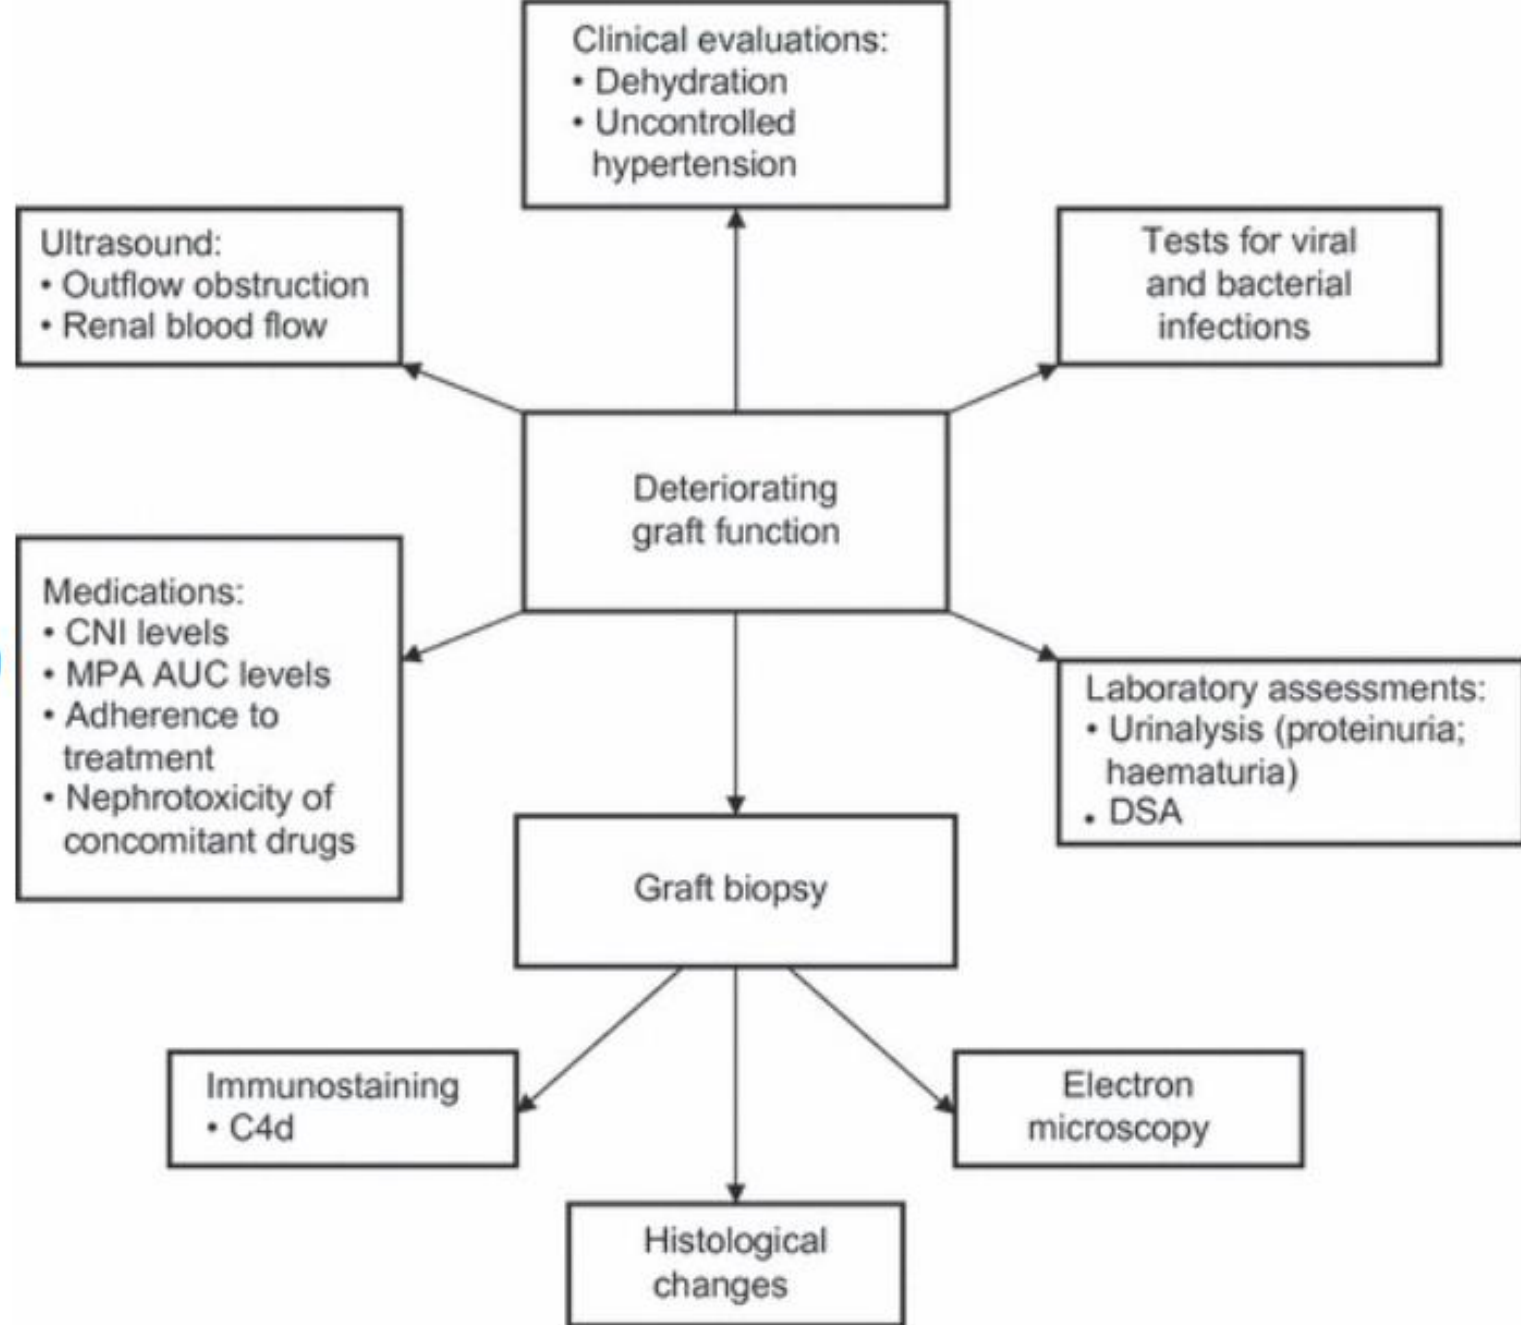 Clinical evaluations:
• Dehydration
• Uncontrolled
hypertension
Ultrasound:
• Outflow obstruction
• Renal blood flow
Tests for viral
and bacterial
infections
Deteriorating
graft function
Medications:
• CNI levels
• MPA AUC levels
• Adherence to
treatment
• Nephrotoxicity of
concomitant drugs
Laboratory assessments:
• Urinalysis (proteinuria;
haematuria)
• DSA
Graft biopsy
Immunostaining
• C4d
Electron
microscopy
Histological
changes